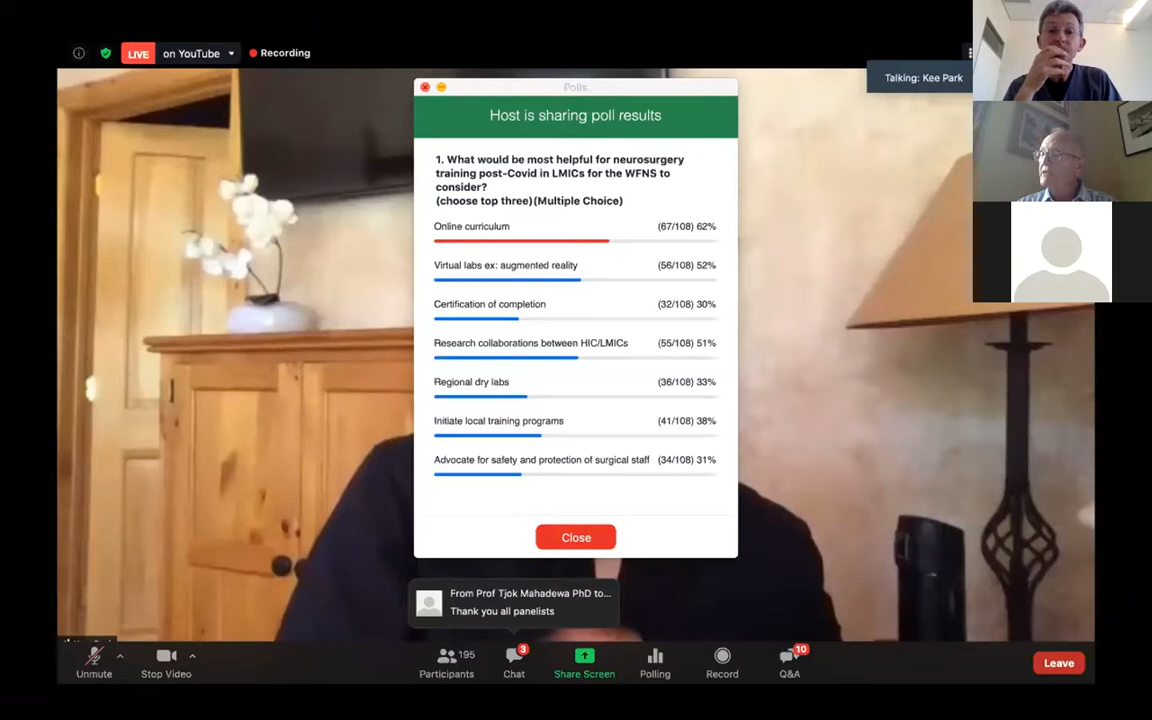 LIVE on YouTube Recording
Talking: Kee Park
Polls
Host is sharing poll results
1. What would be most helpful for neurosurgery
training post-Covid in LMICs for the WFNS to
consider?
(choose top three)(Multiple Choice)
Online curriculum (67/108) 62%
Virtual labs ex: augmented reality (56/108) 52%
Certification of completion (32/108) 30%
Research collaborations between HIC/LMICs (55/108) 51%
Regional dry labs (36/108) 33%
Initiate local training programs (41/108) 38%
Advocate for safety and protection of surgical staff (34/108) 31%
Close
From Prof Tjok Mahadewa PhD to...
Thank you all panelists
195 3 10
Unmute Stop Video Participants Chat Share Screen Polling Record Q&A Leave